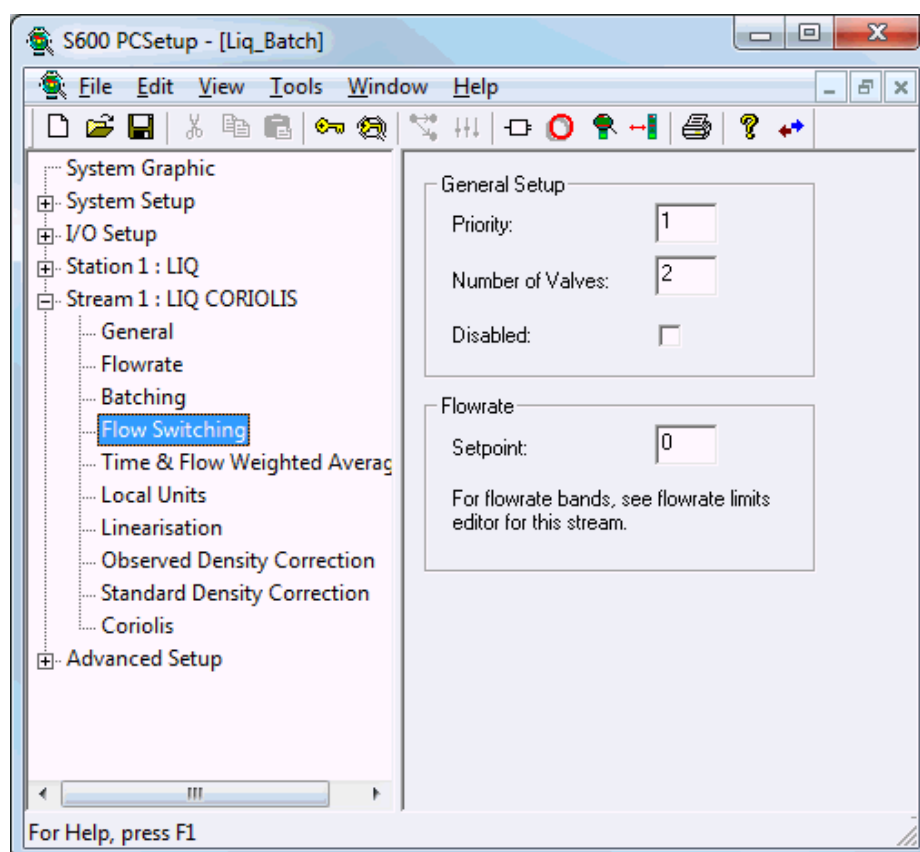 S600 PCSetup - [Liq_Batch]
File Edit View Tools Window Help
System Graphic
System Setup
I/O Setup
Station 1 : LIQ
Stream 1 : LIQ CORIOLIS
General
Flowrate
Batching
Flow Switching
Time & Flow Weighted Averag
Local Units
Linearisation
Observed Density Correction
Standard Density Correction
Coriolis
Advanced Setup
General Setup
Priority: 1
Number of Valves: 2
Disabled:
Flowrate
Setpoint: 0
For flowrate bands, see flowrate limits
editor for this stream.
For Help, press F1